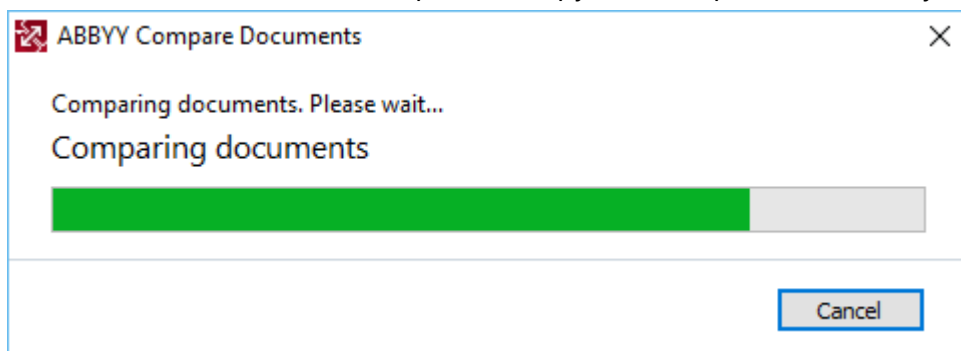 ABBYY Compare Documents
Comparing documents. Please wait...
Comparing documents
Cancel